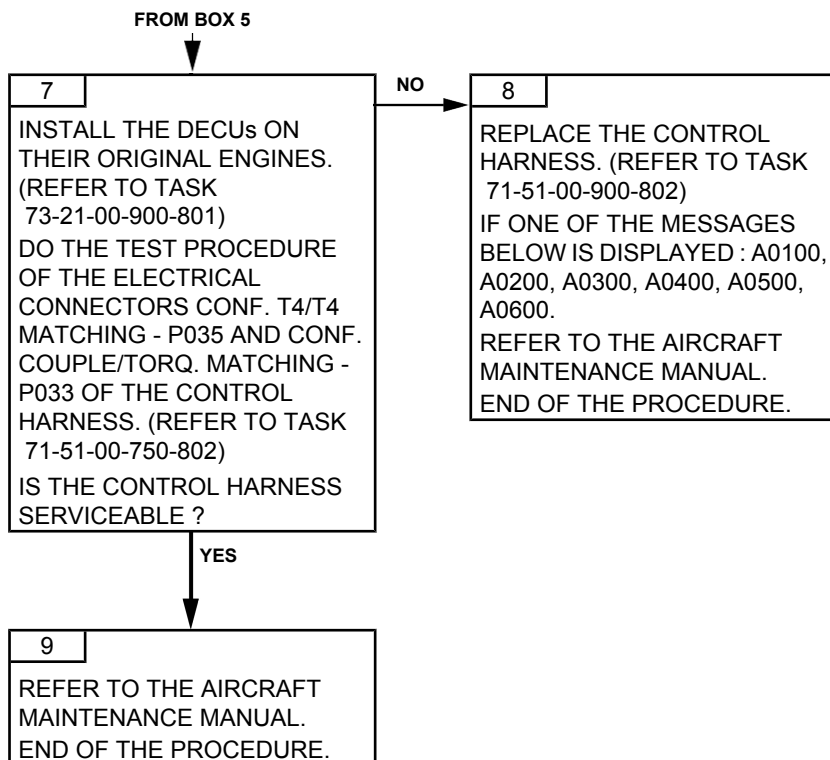 FROM BOX 5
7
INSTALL THE DECUs ON
THEIR ORIGINAL ENGINES.
(REFER TO TASK
73-21-00-900-801)
DO THE TEST PROCEDURE
OF THE ELECTRICAL
CONNECTORS CONF. T4/T4
MATCHING - P035 AND CONF.
COUPLE/TORQ. MATCHING -
P033 OF THE CONTROL
HARNESS. (REFER TO TASK
71-51-00-750-802)
IS THE CONTROL HARNESS
SERVICEABLE ?
NO
8
REPLACE THE CONTROL
HARNESS. (REFER TO TASK
71-51-00-900-802)
IF ONE OF THE MESSAGES
BELOW IS DISPLAYED : A0100,
A0200, A0300, A0400, A0500,
A0600.
REFER TO THE AIRCRAFT
MAINTENANCE MANUAL.
END OF THE PROCEDURE.
YES
9
REFER TO THE AIRCRAFT
MAINTENANCE MANUAL.
END OF THE PROCEDURE.